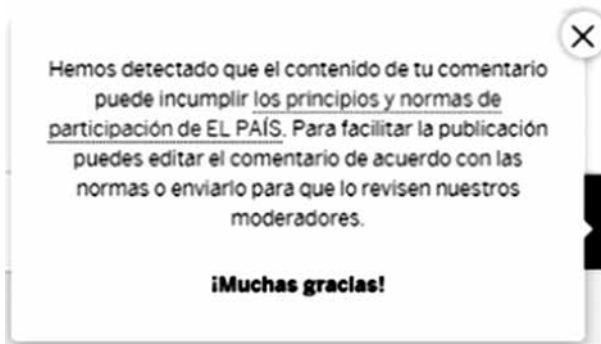 Hemos detectado que el contenido de tu comentario
puede incumplir los principios y normas de
participación de EL PAÍS. Para facilitar la publicación
puedes editar el comentario de acuerdo con las
normas o enviarlo para que lo revisen nuestros
moderadores.
¡Muchas gracias!